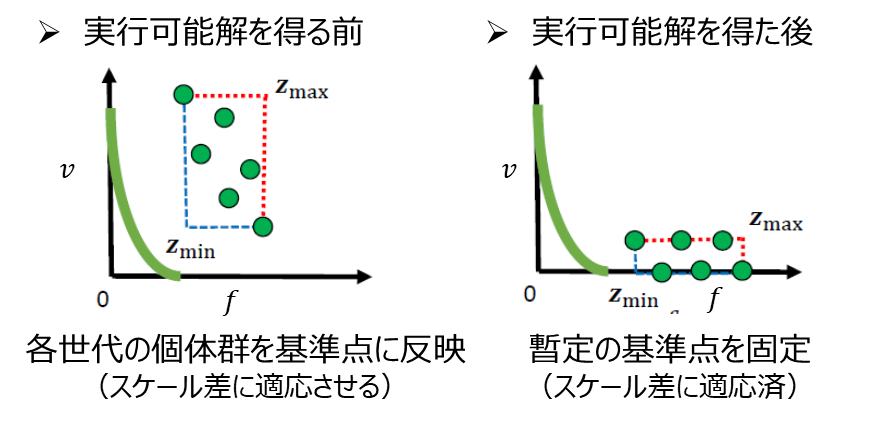 ➢ 実行可能解を得る前
z_max
v
z_min
0
f
各世代の個体群を基準点に反映
（スケール差に適応させる）
➢ 実行可能解を得た後
v
z_max
0
z_min
f
暫定の基準点を固定
（スケール差に適応済）